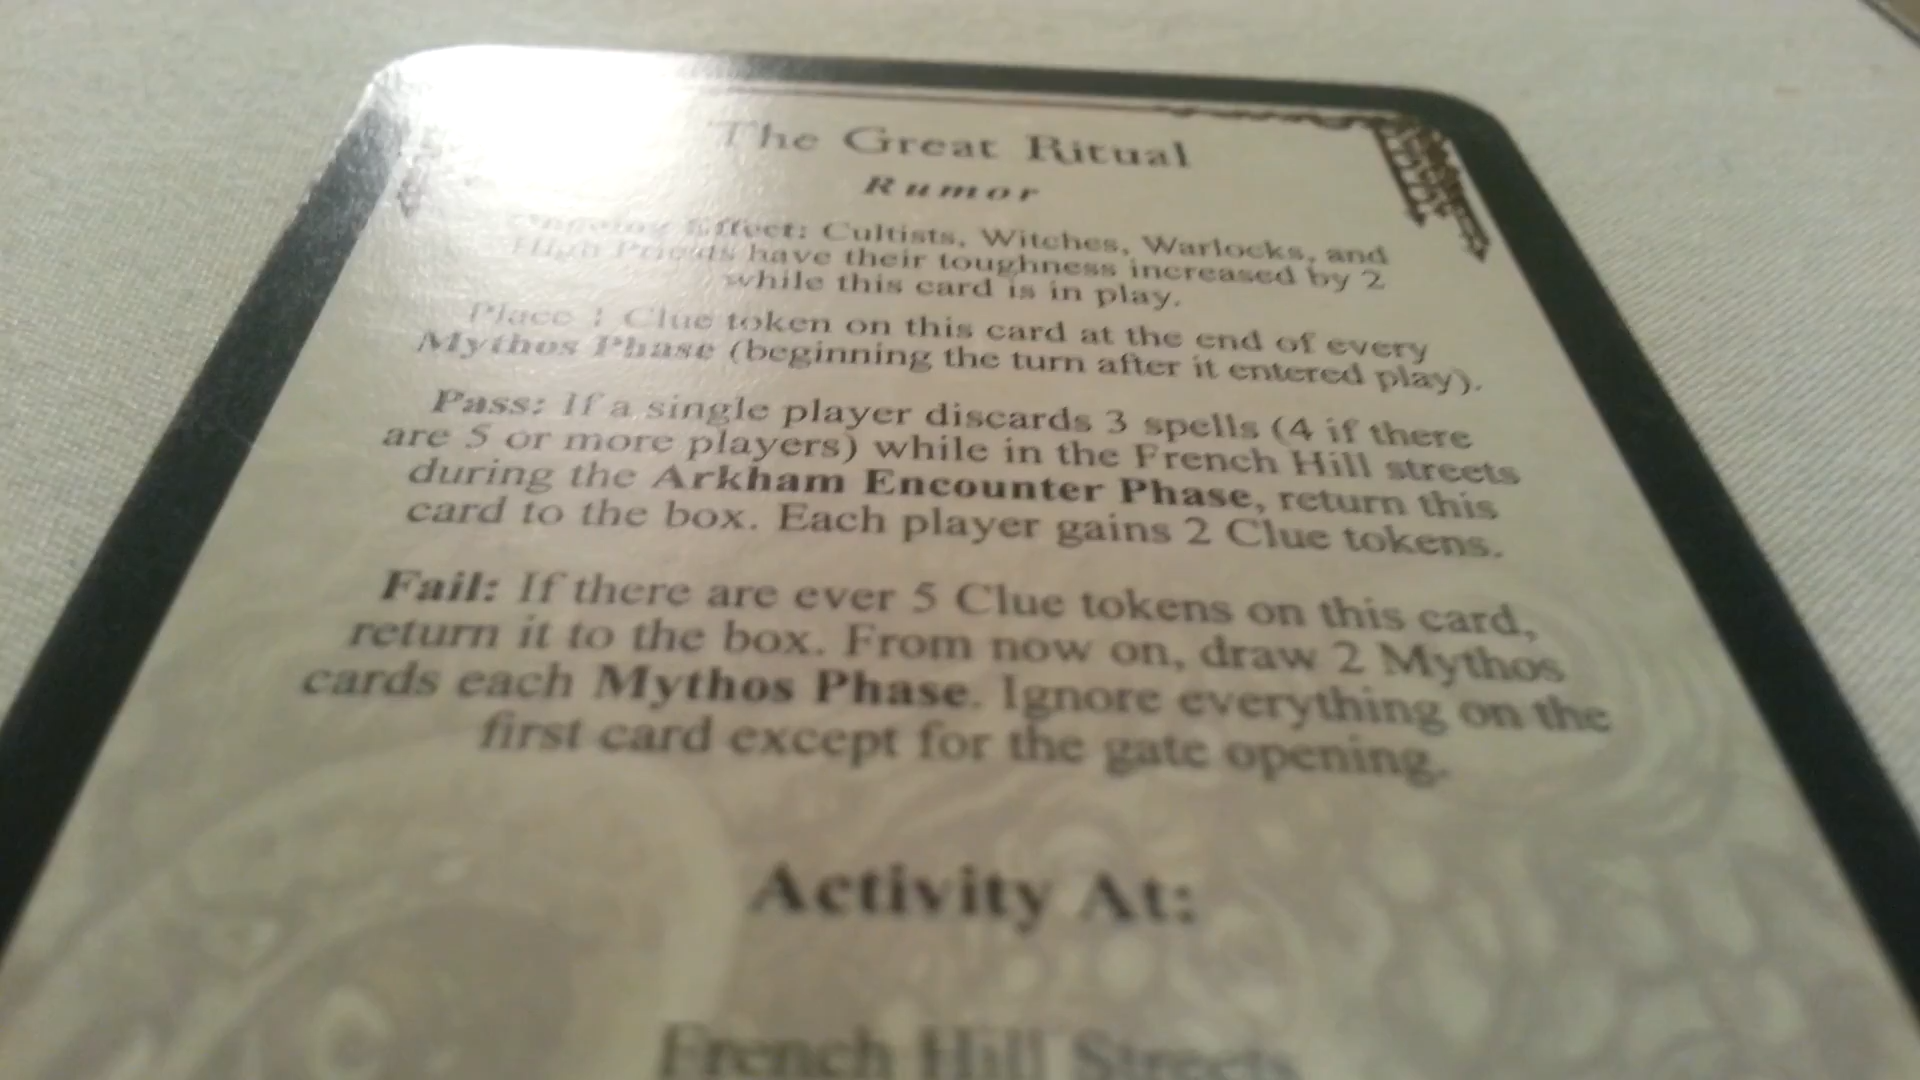 The Great Ritual
Rumor
Ongoing Effect: Cultists, Witches, Warlocks, and
High Priests have their toughness increased by 2
while this card is in play.
Place 1 Clue token on this card at the end of every
Mythos Phase (beginning the turn after it entered play).
Pass: If a single player discards 3 spells (4 if there
are 5 or more players) while in the French Hill streets
during the Arkham Encounter Phase, return this
card to the box. Each player gains 2 Clue tokens.
Fail: If there are ever 5 Clue tokens on this card,
return it to the box. From now on, draw 2 Mythos
cards each Mythos Phase. Ignore everything on the
first card except for the gate opening.
Activity At:
French Hill Streets